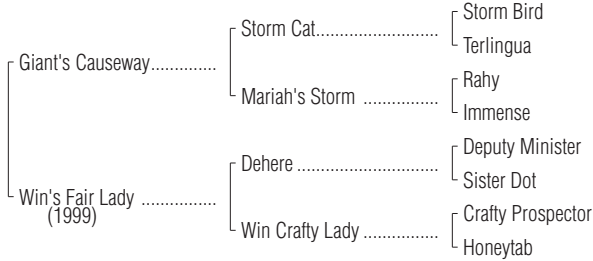 Storm Bird
Storm Cat..........................
Terlingua
Giant's Causeway..............
Rahy
Mariah's Storm ................
Immense
Deputy Minister
Dehere ..............................
Sister Dot
Win's Fair Lady ................
(1999)
Crafty Prospector
Win Crafty Lady ................
Honeytab